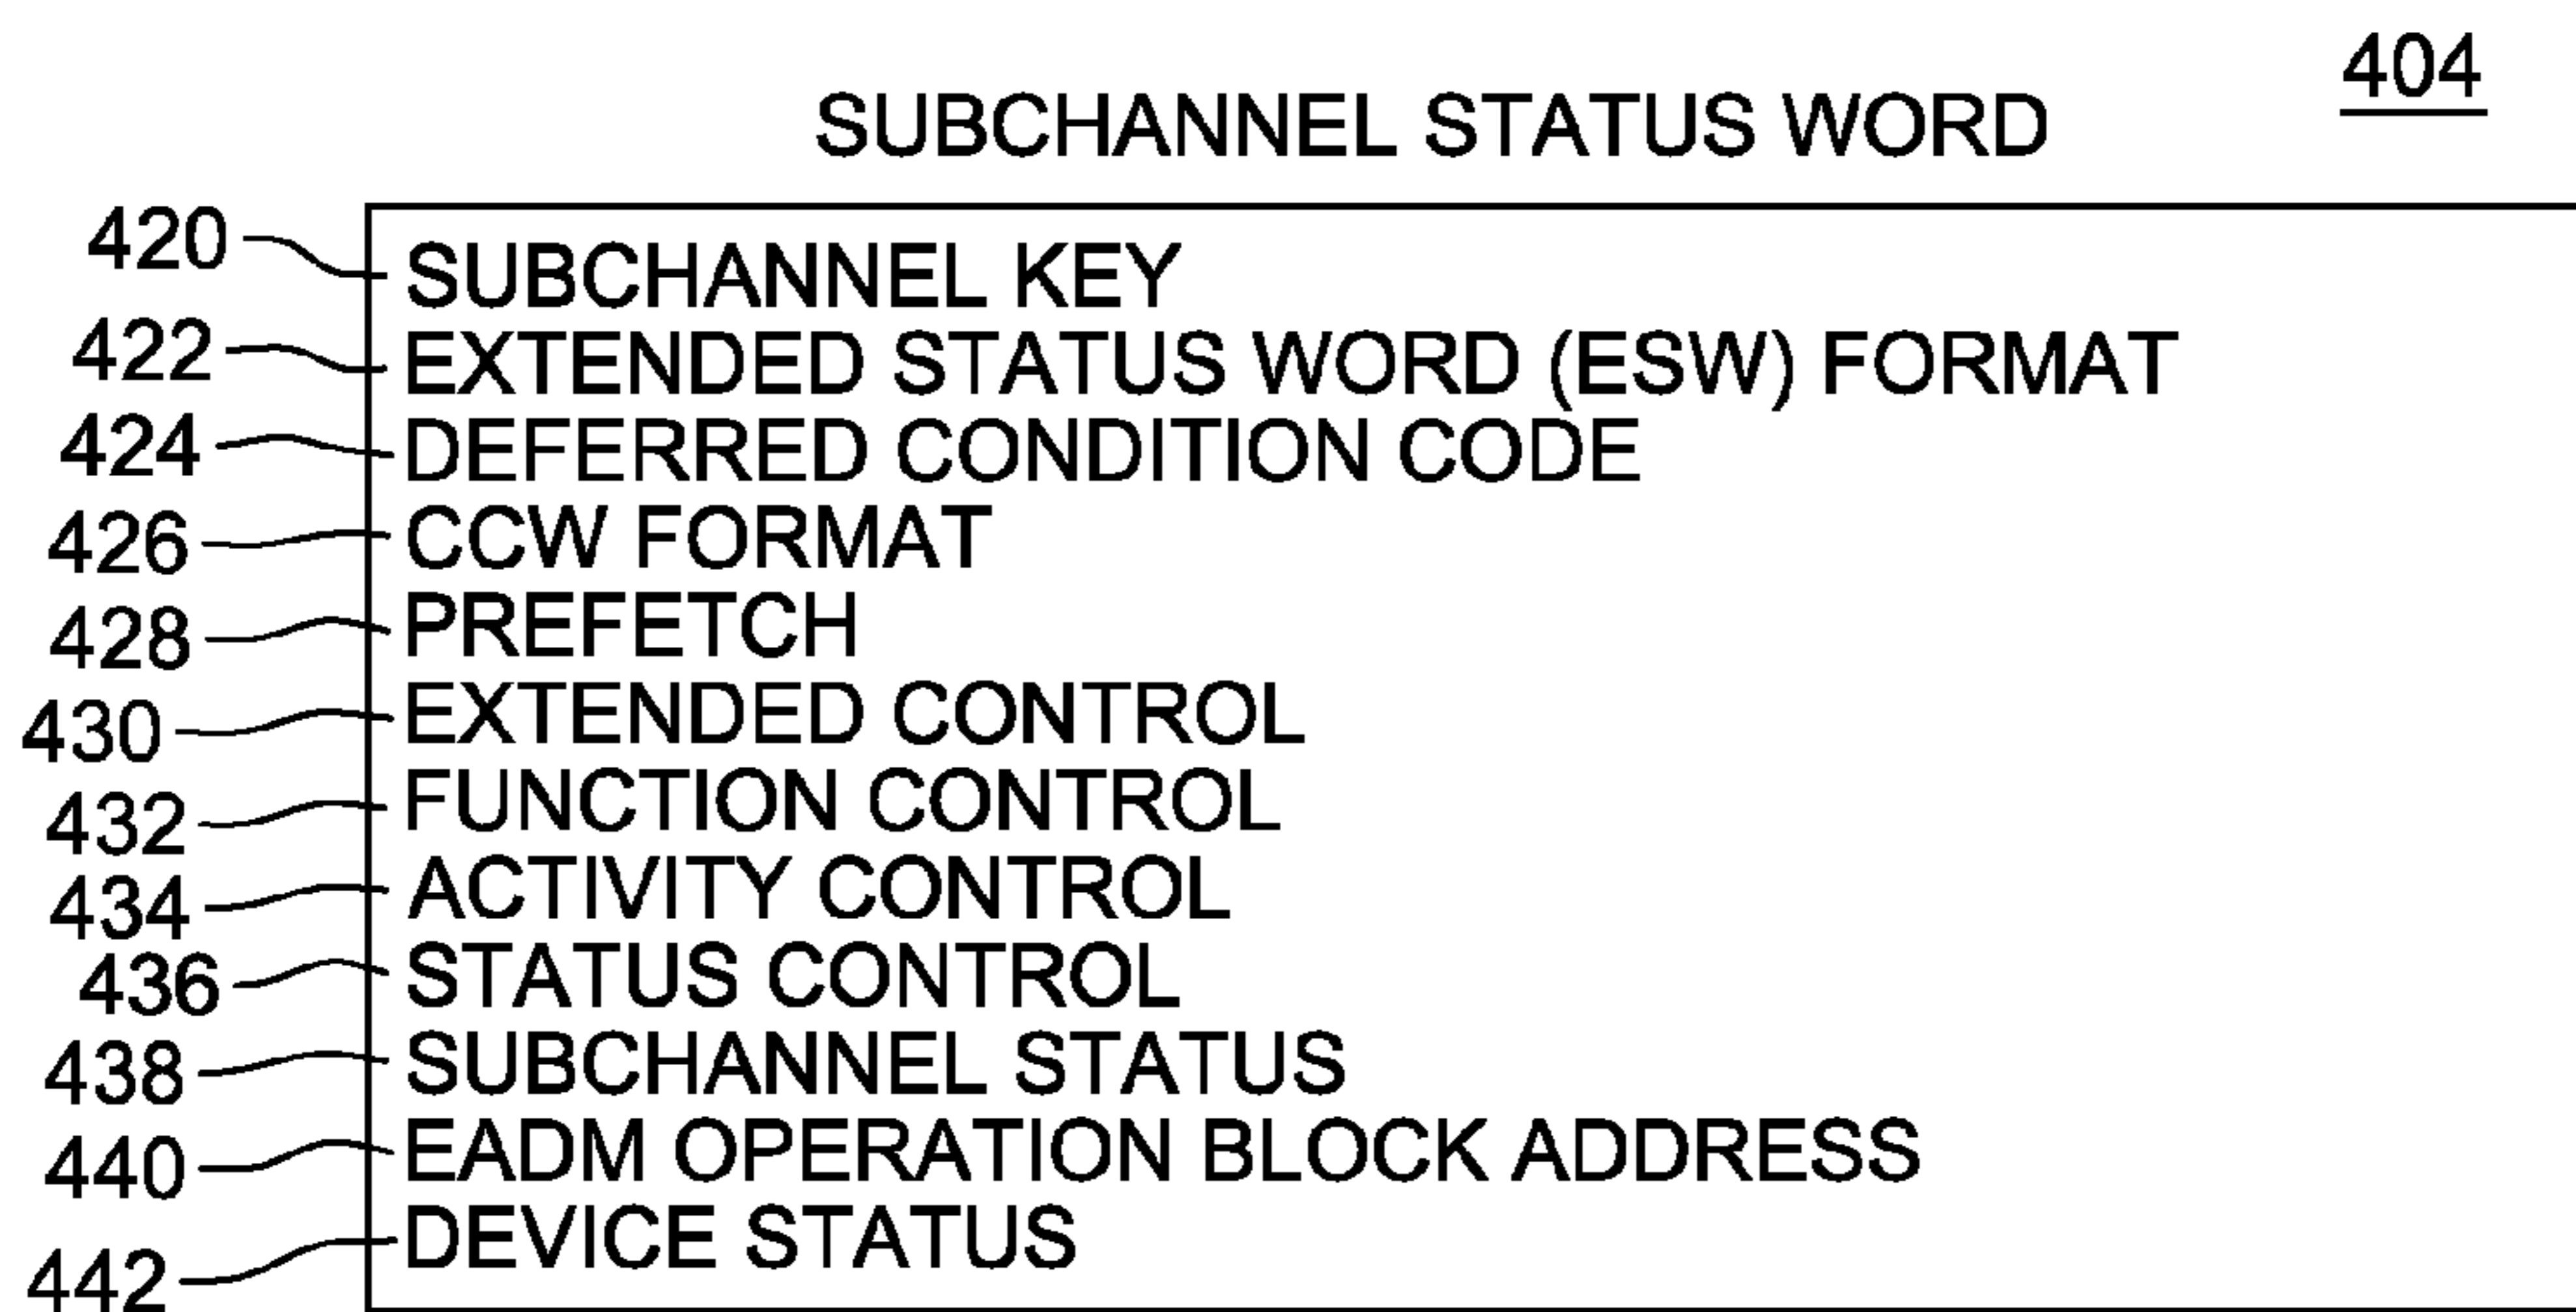 404
SUBCHANNEL STATUS WORD
420 SUBCHANNEL KEY
422 EXTENDED STATUS WORD (ESW) FORMAT
424 DEFERRED CONDITION CODE
426 CCW FORMAT
428 PREFETCH
430 EXTENDED CONTROL
432 FUNCTION CONTROL
434 ACTIVITY CONTROL
436 STATUS CONTROL
438 SUBCHANNEL STATUS
440 EADM OPERATION BLOCK ADDRESS
442 DEVICE STATUS